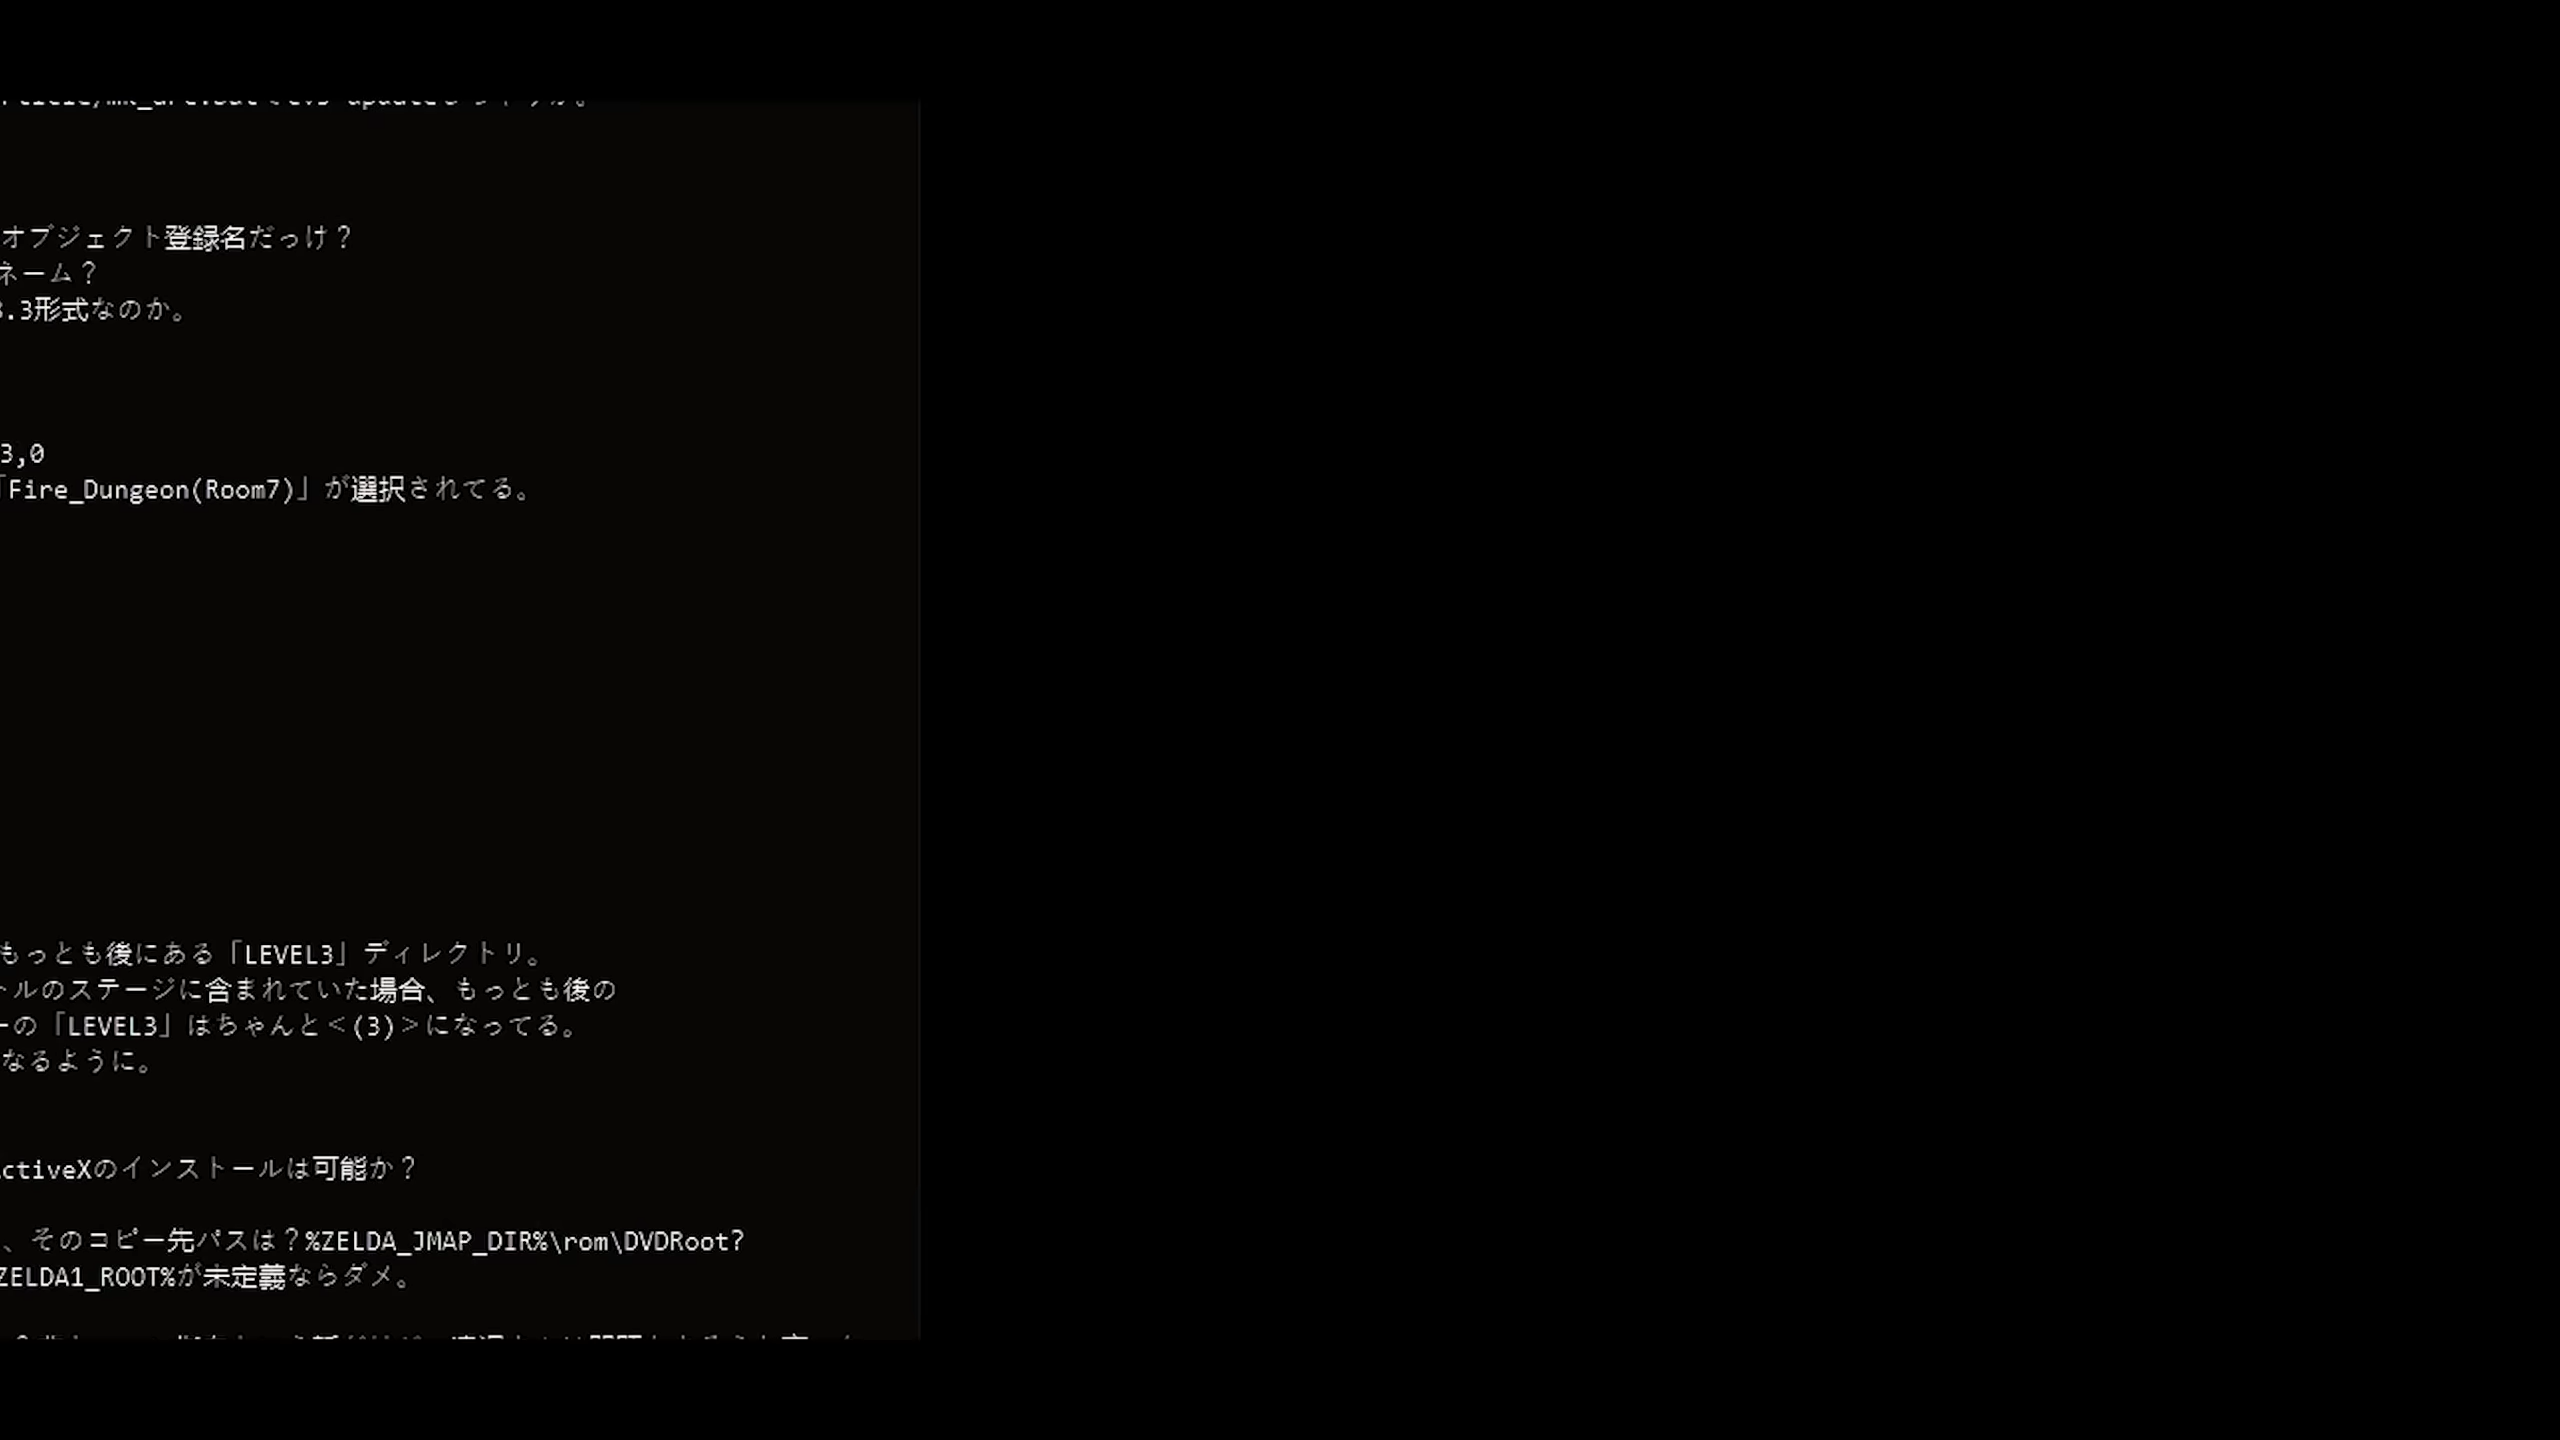 オブジェクト登録名だっけ？
ネーム？
.3形式なのか。
3,0
「Fire_Dungeon(Room7)」が選択されてる。
もっとも後にある「LEVEL3」ディレクトリ。
トルのステージに含まれていた場合、もっとも後の
ーの「LEVEL3」はちゃんと＜(3)＞になってる。
なるように。
ctiveXのインストールは可能か？
、そのコピー先パスは？%ZELDA_JMAP_DIR%\rom\DVDRoot?
ZELDA1_ROOT%が未定義ならダメ。